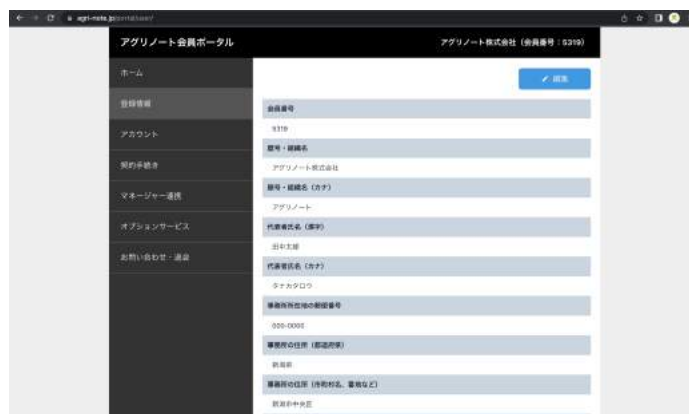 agri-note.jp/portal/user/
アグリノート会員ポータル
アグリノート株式会社（会員番号：5319）
ホーム
登録情報
アカウント
契約手続き
マネージャー連携
オプションサービス
お問い合わせ・退会
編集
会員番号
5319
屋号・組織名
アグリノート株式会社
屋号・組織名（カナ）
アグリノート
代表者氏名（漢字）
田中太郎
代表者氏名（カナ）
タナカタロウ
事務所所在地の郵便番号
000-0000
事務所の住所（都道府県）
新潟県
事務所の住所（市町村名、番地など）
新潟市中央区